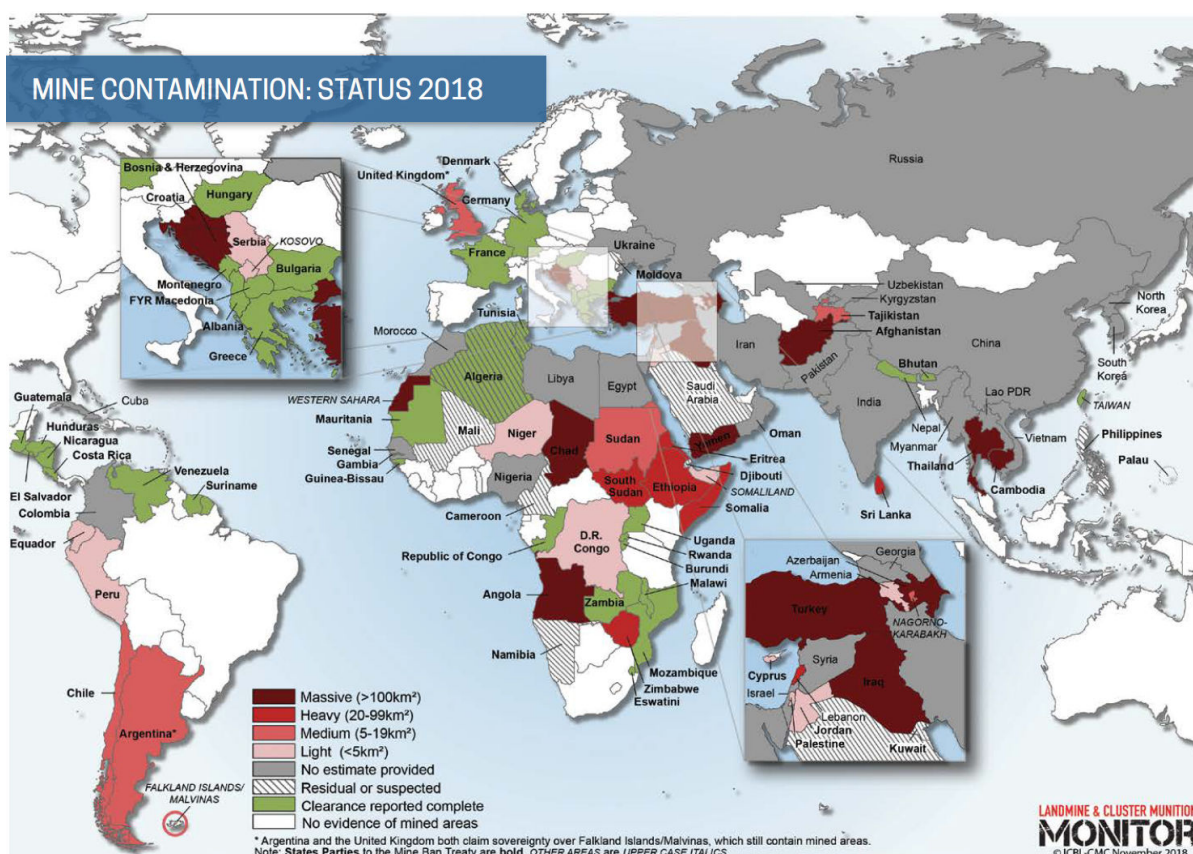 MINE CONTAMINATION: STATUS 2018
Bosnia & Herzegovina
Croatia
Hungary
Serbia
KOSOVO
Bulgaria
Montenegro
FYR Macedonia
Albania
Greece
Denmark
United Kingdom*
Germany
France
Ukraine
Moldova
Russia
Uzbekistan
Kyrgyzstan
Tajikistan
Afghanistan
North
Korea
China
South
Korea
Iran
Pakistan
Bhutan
India
Nepal
Lao PDR
Myanmar
TAIWAN
Vietnam
Philippines
Thailand
Palau
Cambodia
Sri Lanka
Tunisia
Morocco
Algeria
Libya
Egypt
Saudi
Arabia
WESTERN SAHARA
Mauritania
Mali
Niger
Chad
Sudan
Yemen
Oman
Eritrea
Djibouti
SOMALILAND
Somalia
Senegal
Gambia
Guinea-Bissau
Nigeria
South
Sudan
Ethiopia
Cameroon
D.R.
Congo
Republic of Congo
Uganda
Rwanda
Burundi
Malawi
Angola
Zambia
Namibia
Mozambique
Zimbabwe
Eswatini
Guatemala
Cuba
Hunduras
Nicaragua
Costa Rica
El Salvador
Venezuela
Suriname
Colombia
Equador
Peru
Chile
Argentina*
FALKLAND ISLANDS/
MALVINAS
Georgia
Azerbaijan
Armenia
Turkey
NAGORNO-
KARABAKH
Cyprus
Syria
Israel
Iraq
Lebanon
Jordan
Palestine
Kuwait
Massive (>100km²)
Heavy (20-99km²)
Medium (5-19km²)
Light (<5km²)
No estimate provided
Residual or suspected
Clearance reported complete
No evidence of mined areas
* Argentina and the United Kingdom both claim sovereignty over Falkland Islands/Malvinas, which still contain mined areas.
Note: States Parties to the Mine Ban Treaty are bold. OTHER AREAS are UPPER CASE ITALICS
LANDMINE & CLUSTER MUNITION
MONITOR
© ICBL-CMC November 2018